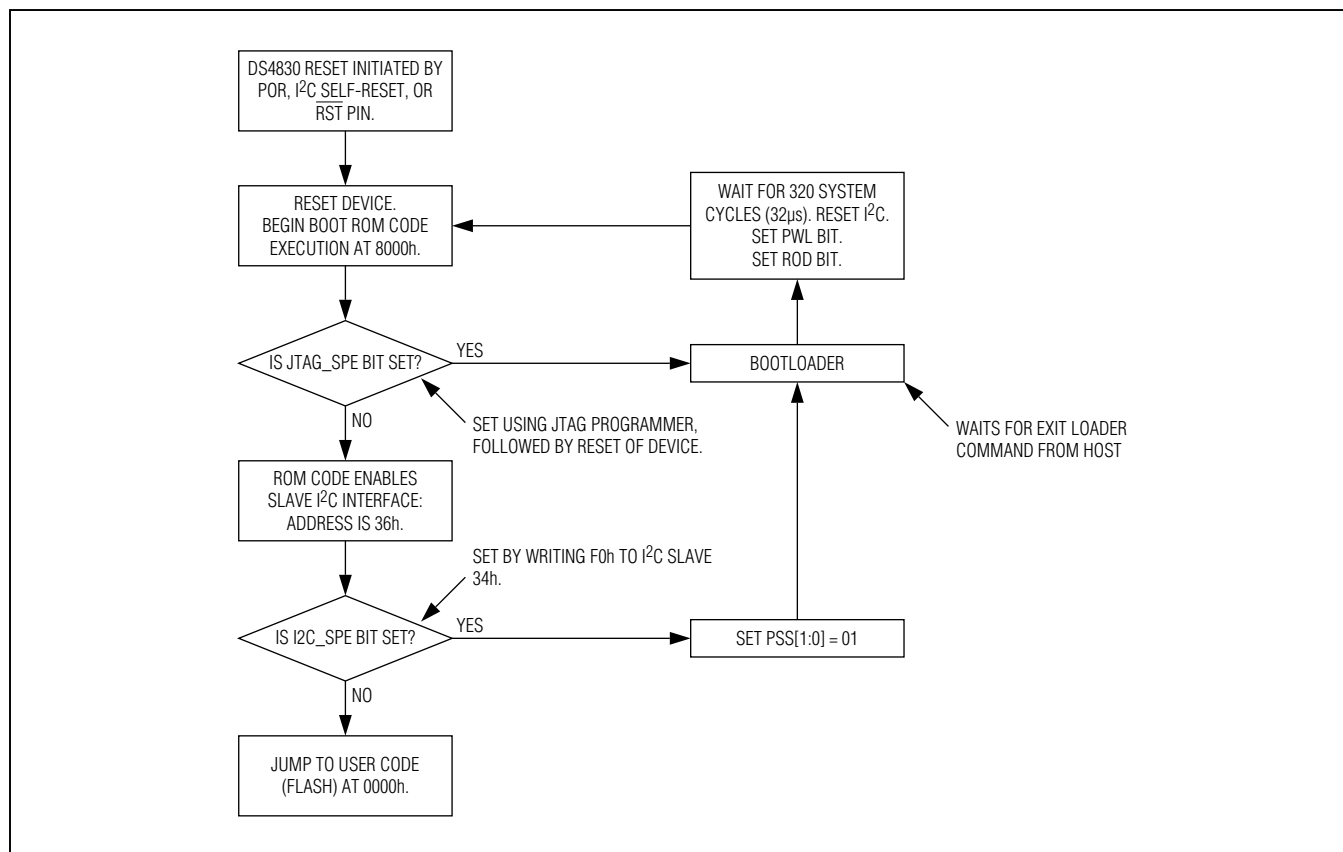 DS4830 RESET INITIATED BY
POR, I²C SELF-RESET, OR
R̅S̅T̅ PIN.
RESET DEVICE.
BEGIN BOOT ROM CODE
EXECUTION AT 8000h.
WAIT FOR 320 SYSTEM
CYCLES (32µs). RESET I²C.
SET PWL BIT.
SET ROD BIT.
IS JTAG_SPE BIT SET?
YES
BOOTLOADER
NO
SET USING JTAG PROGRAMMER,
FOLLOWED BY RESET OF DEVICE.
WAITS FOR EXIT LOADER
COMMAND FROM HOST
ROM CODE ENABLES
SLAVE I²C INTERFACE:
ADDRESS IS 36h.
SET BY WRITING F0h TO I²C SLAVE
34h.
IS I2C_SPE BIT SET?
YES
SET PSS[1:0] = 01
NO
JUMP TO USER CODE
(FLASH) AT 0000h.